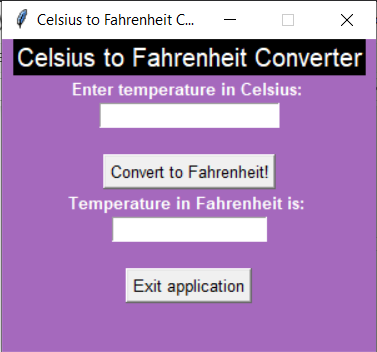 Celsius to Fahrenheit C...
Celsius to Fahrenheit Converter
Enter temperature in Celsius:
Convert to Fahrenheit!
Temperature in Fahrenheit is:
Exit application